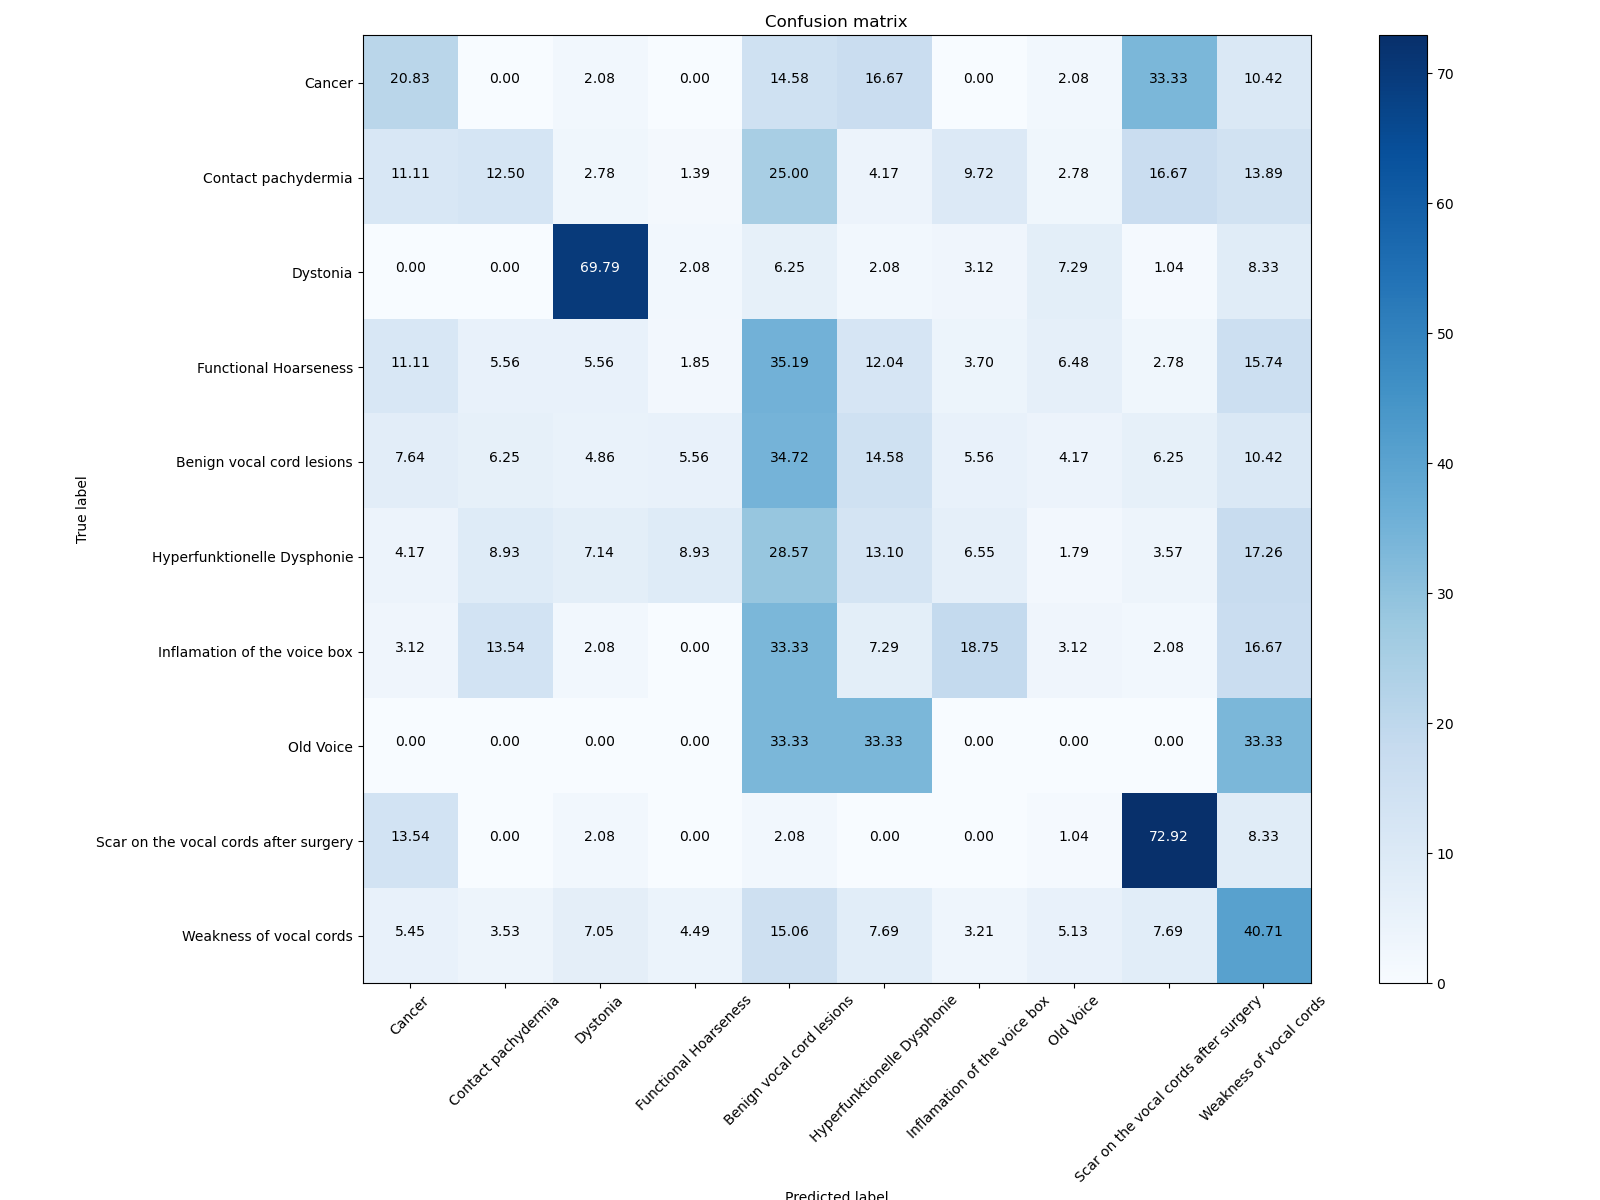 Confusion matrix
Cancer 20.83 0.00 2.08 0.00 14.58 16.67 0.00 2.08 33.33 10.42
Contact pachydermia 11.11 12.50 2.78 1.39 25.00 4.17 9.72 2.78 16.67 13.89
Dystonia 0.00 0.00 69.79 2.08 6.25 2.08 3.12 7.29 1.04 8.33
Functional Hoarseness 11.11 5.56 5.56 1.85 35.19 12.04 3.70 6.48 2.78 15.74
Benign vocal cord lesions 7.64 6.25 4.86 5.56 34.72 14.58 5.56 4.17 6.25 10.42
Hyperfunktionelle Dysphonie 4.17 8.93 7.14 8.93 28.57 13.10 6.55 1.79 3.57 17.26
Inflamation of the voice box 3.12 13.54 2.08 0.00 33.33 7.29 18.75 3.12 2.08 16.67
Old Voice 0.00 0.00 0.00 0.00 33.33 33.33 0.00 0.00 0.00 33.33
Scar on the vocal cords after surgery 13.54 0.00 2.08 0.00 2.08 0.00 0.00 1.04 72.92 8.33
Weakness of vocal cords 5.45 3.53 7.05 4.49 15.06 7.69 3.21 5.13 7.69 40.71
True label
Cancer
Contact pachydermia
Dystonia
Functional Hoarseness
Benign vocal cord lesions
Hyperfunktionelle Dysphonie
Inflamation of the voice box
Old Voice
Scar on the vocal cords after surgery
Weakness of vocal cords
Predicted label
70
60
50
40
30
20
10
0